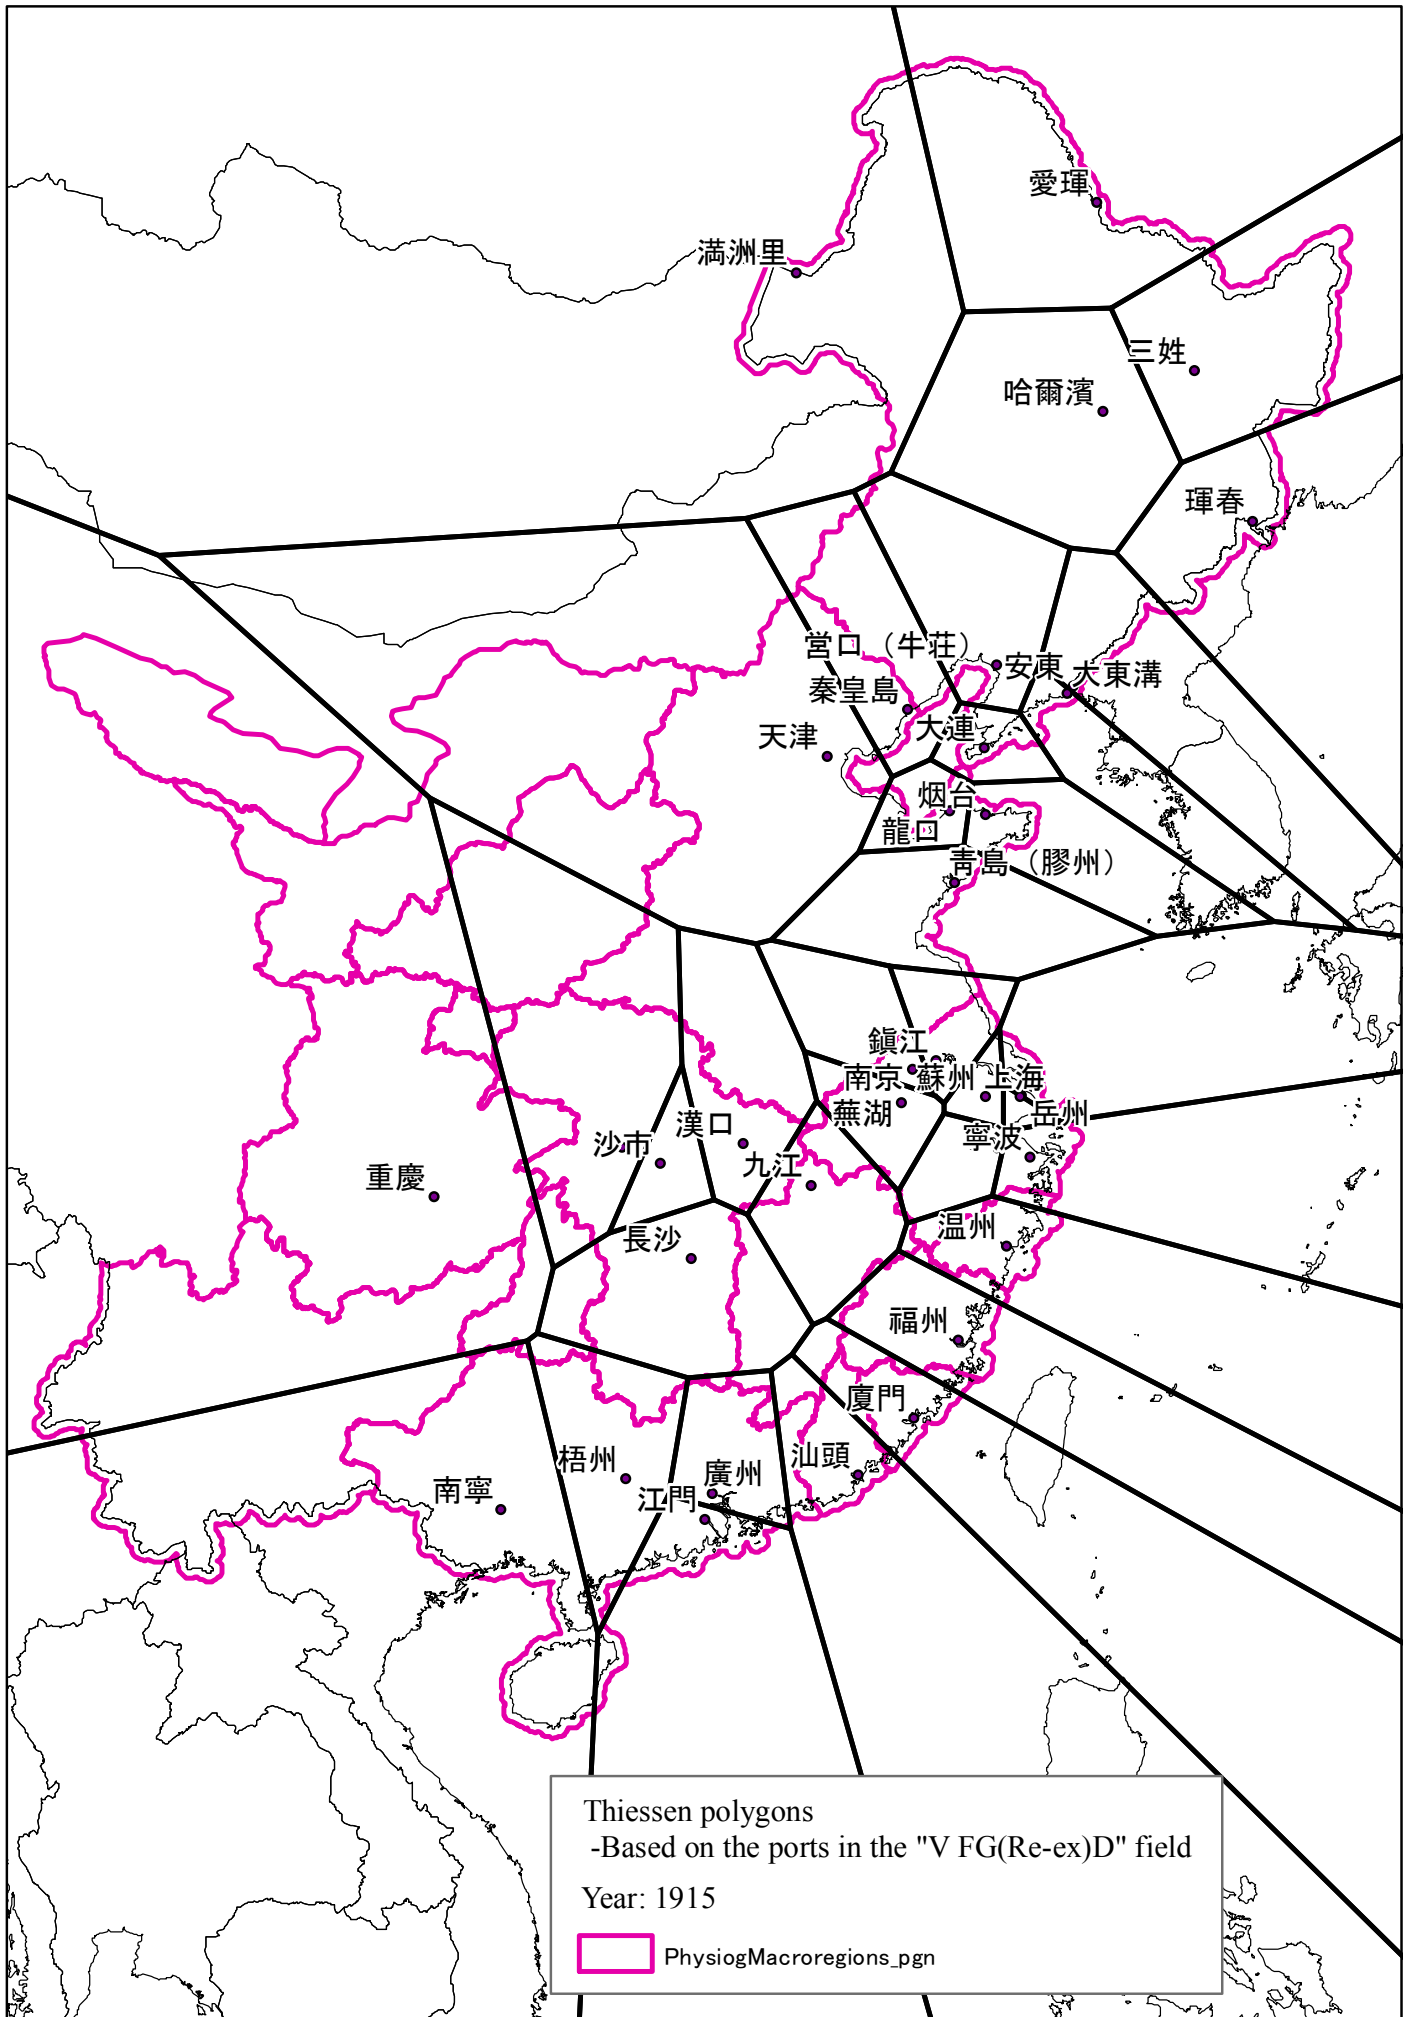 愛琿
満洲里
三姓
哈爾濱
琿春
営口（牛荘）
安東
大東溝
秦皇島
大連
天津
烟台
龍口
青島（膠州）
鎮江
南京
蘇州
上海
蕪湖
岳州
漢口
寧波
沙市
九江
重慶
温州
長沙
福州
廈門
汕頭
梧州
廣州
南寧
江門
Thiessen polygons
-Based on the ports in the "V FG(Re-ex)D" field
Year: 1915
PhysiogMacroregions_pgn